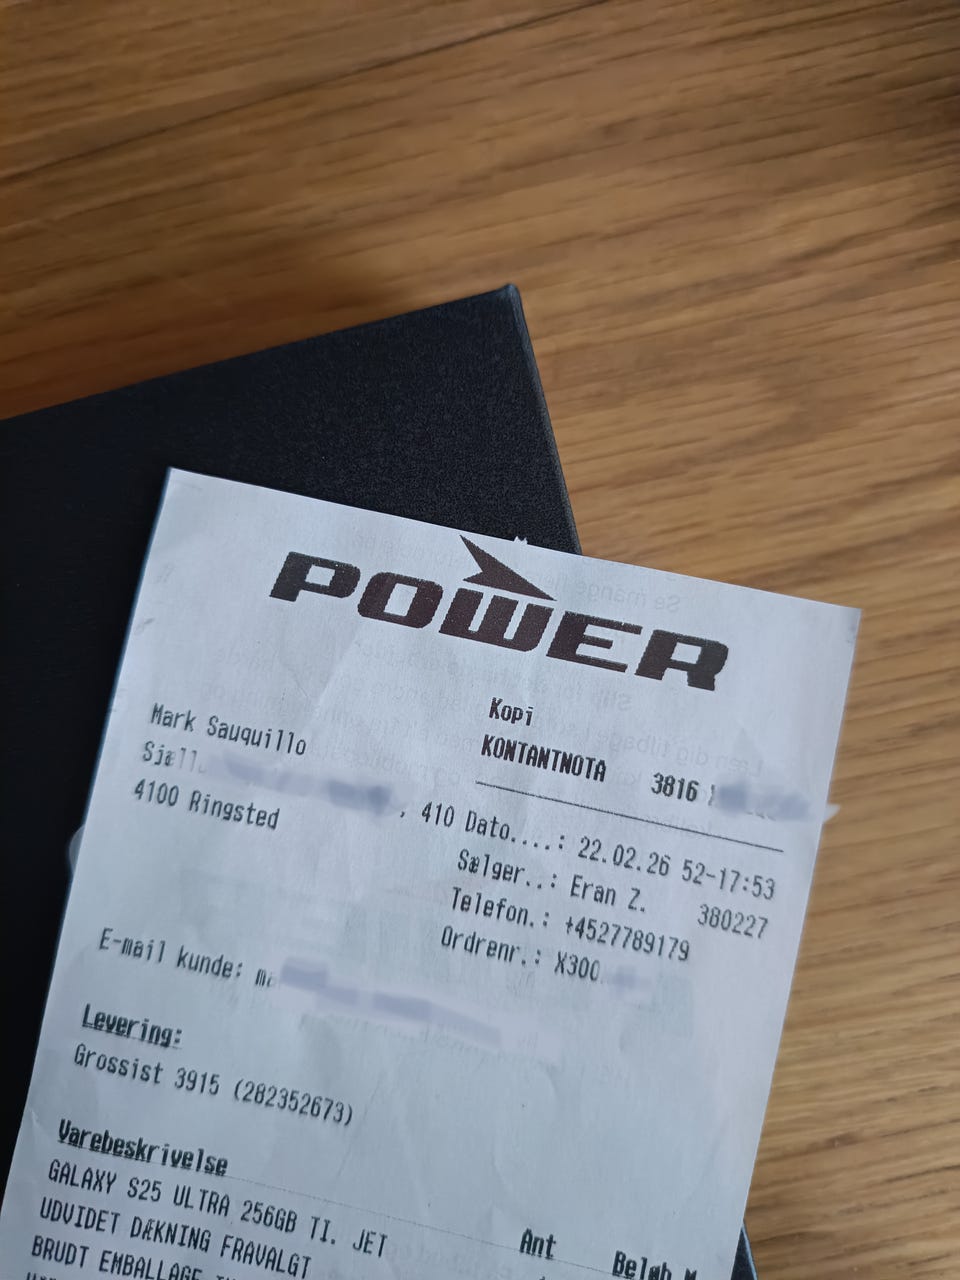 POWER
Kopi
KONTANTNOTA 3816
Mark Sauquillo
Sjæll
4100 Ringsted
, 410 Dato....: 22.02.26 52-17:53
Sælger..: Eran Z. 380227
Telefon.: +4527789179
Ordrenr.: X300
E-mail kunde: ma
Levering:
Grossist 3915 (282352673)
Varebeskrivelse
Ant Beløb
GALAXY S25 ULTRA 256GB TI. JET
UDVIDET DÆKNING FRAVALGT
BRUDT EMBALLAGE